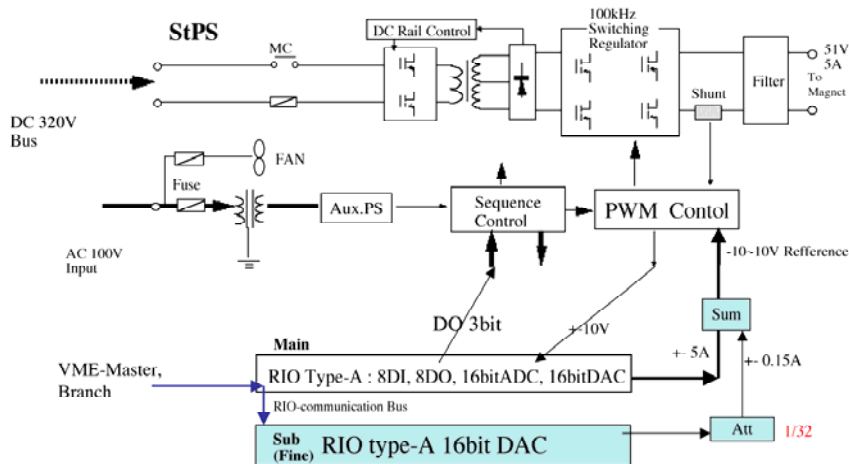 StPS
DC Rail Control
100kHz
Switching
Regulator
MC
51V
5A
To
Magnet
Filter
Shunt
DC 320V
Bus
FAN
Fuse
Aux.PS
Sequence
Control
PWM Contol
AC 100V
Input
-10~10V Refference
Sum
DO 3bit
+-10V
Main
+- 5A
+- 0.15A
VME-Master,
Branch
RIO Type-A : 8DI, 8DO, 16bitADC, 16bitDAC
RIO-communication Bus
Sub
(Fine)
RIO type-A 16bit DAC
Att
1/32